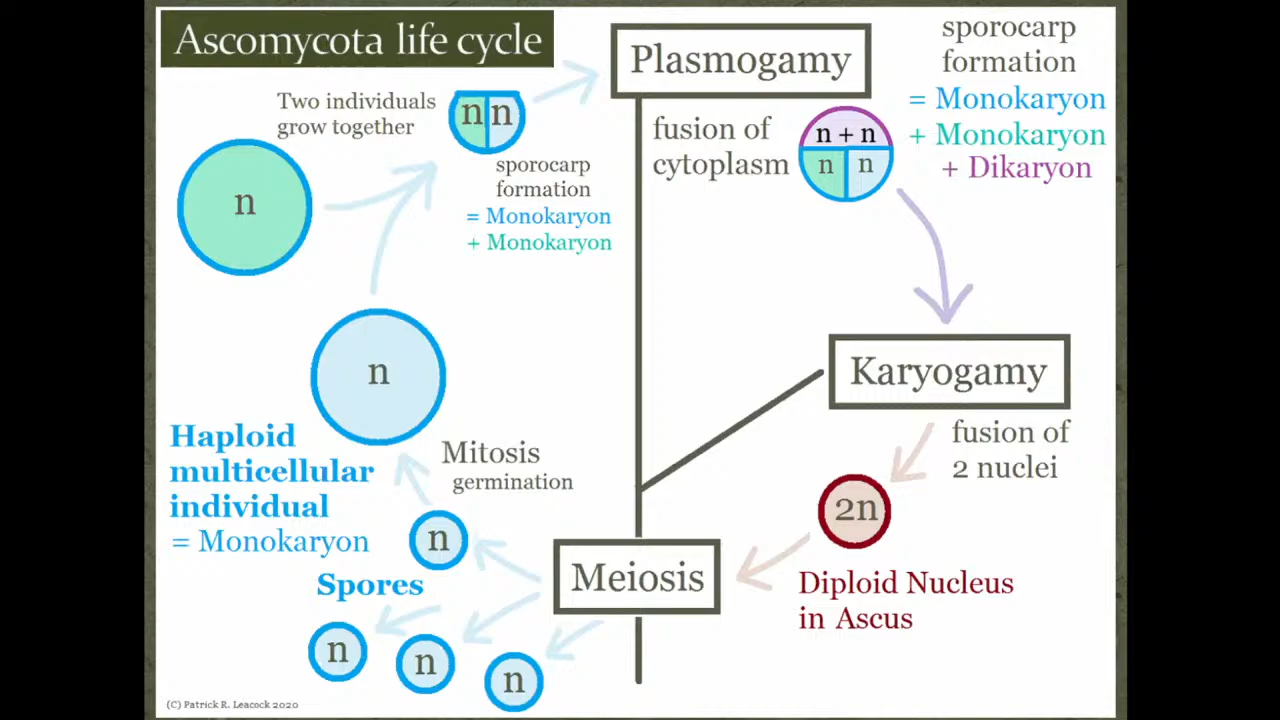 Ascomycota life cycle
Two individuals
grow together
n
n n
sporocarp
formation
= Monokaryon
+ Monokaryon
Plasmogamy
fusion of
cytoplasm
n + n
n n
sporocarp
formation
= Monokaryon
+ Monokaryon
+ Dikaryon
Karyogamy
fusion of
2 nuclei
2n
Diploid Nucleus
in Ascus
Meiosis
n
Haploid
multicellular
individual
= Monokaryon
Mitosis
germination
n
Spores
n
n
n
(C) Patrick R. Leacock 2020